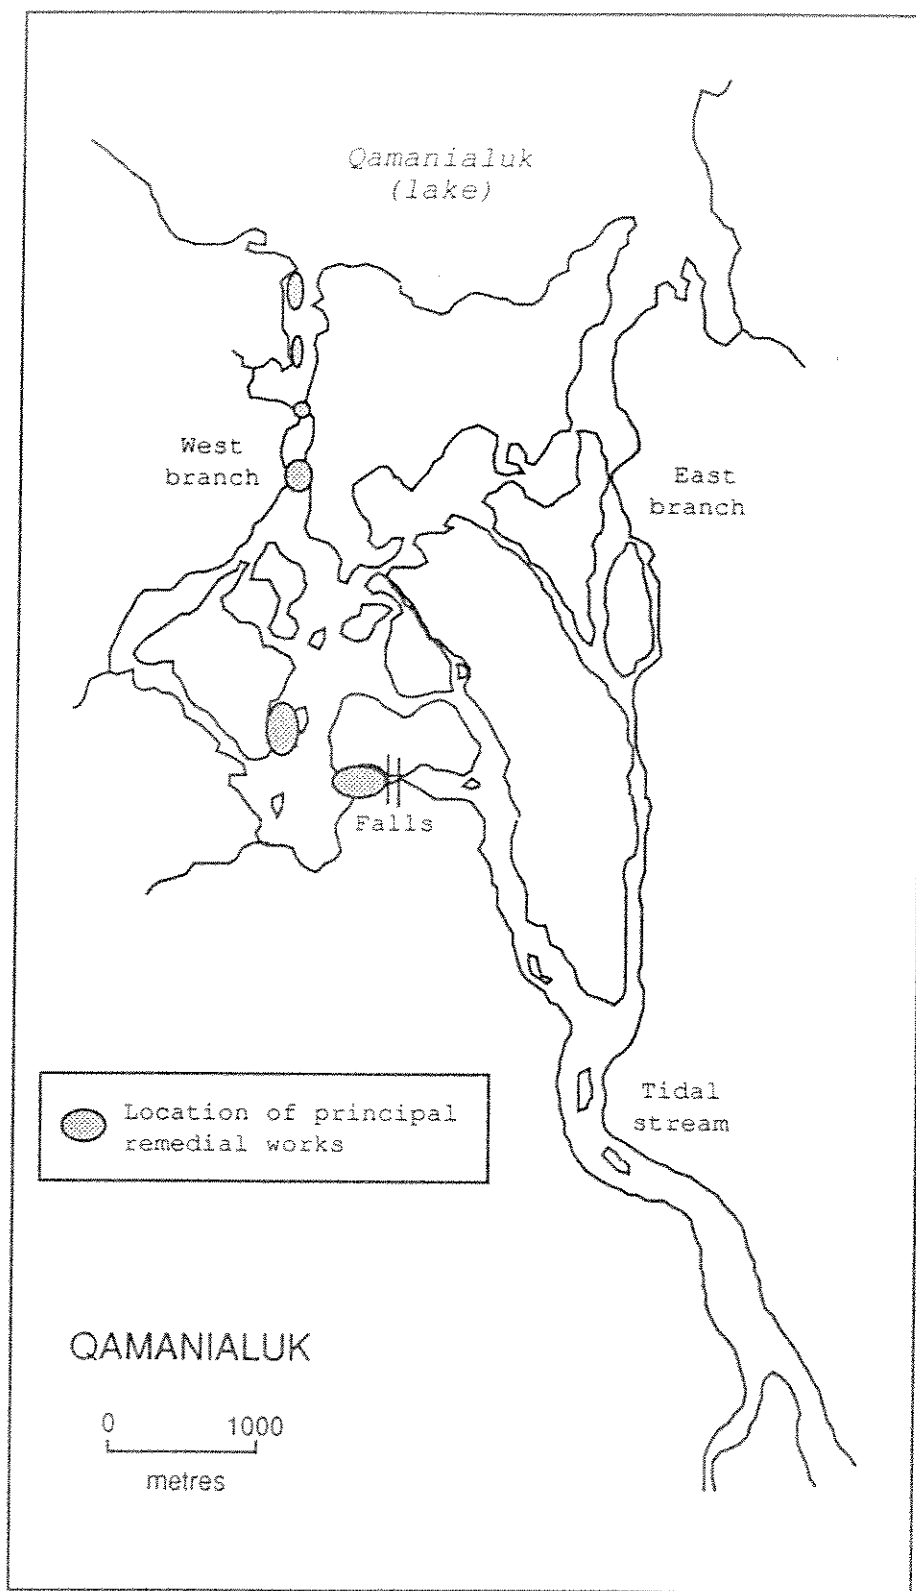 Qamanialuk
(lake)
West
branch
East
branch
Falls
Tidal
stream
Location of principal
remedial works
QAMANIALUK
0 1000
metres